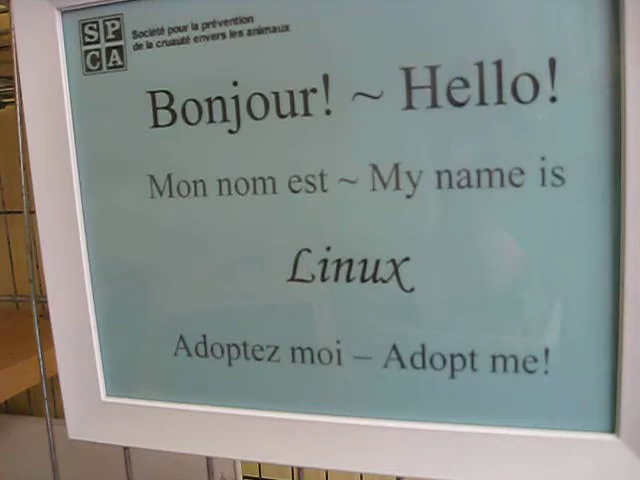 SP
CA
Société pour la prévention
de la cruauté envers les animaux
Bonjour! ~ Hello!
Mon nom est ~ My name is
Linux
Adoptez moi – Adopt me!